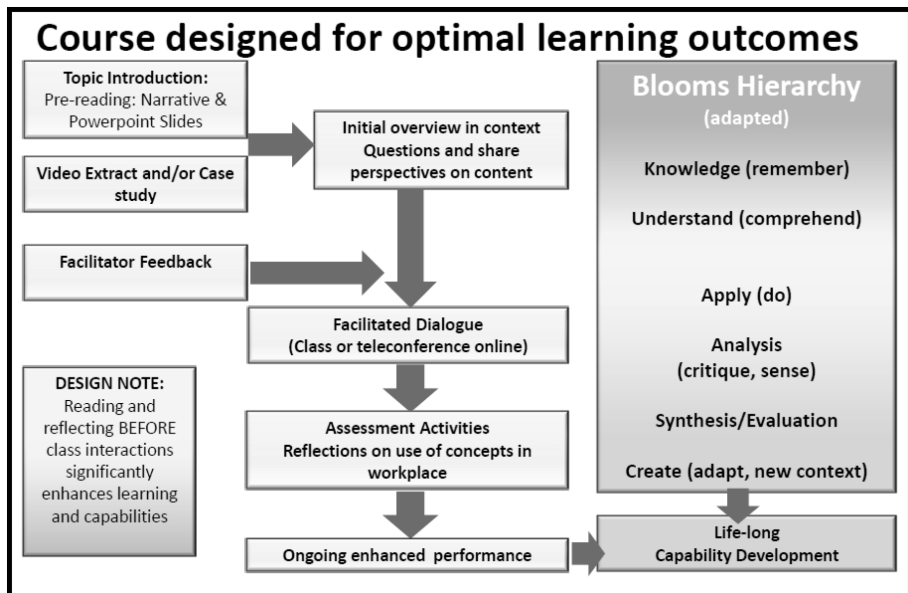 Course designed for optimal learning outcomes
Topic Introduction:
Pre-reading: Narrative &
Powerpoint Slides
Video Extract and/or Case
study
Initial overview in context
Questions and share
perspectives on content
Facilitator Feedback
Facilitated Dialogue
(Class or teleconference online)
DESIGN NOTE:
Reading and
reflecting BEFORE
class interactions
significantly
enhances learning
and capabilities
Assessment Activities
Reflections on use of concepts in
workplace
Ongoing enhanced performance
Blooms Hierarchy
(adapted)
Knowledge (remember)
Understand (comprehend)
Apply (do)
Analysis
(critique, sense)
Synthesis/Evaluation
Create (adapt, new context)
Life-long
Capability Development